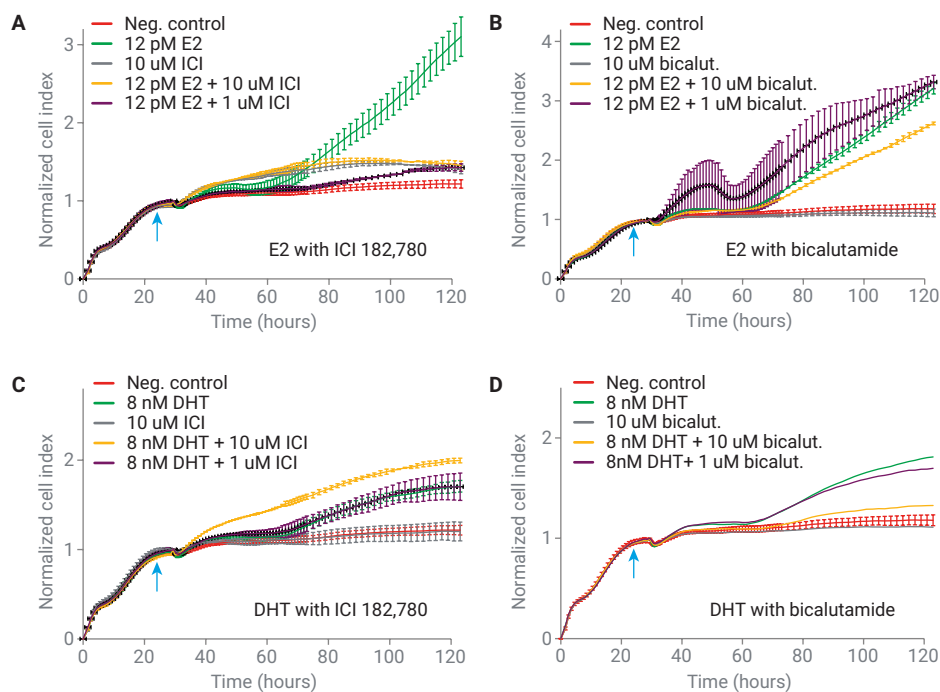 A
Neg. control
12 pM E2
10 uM ICI
12 pM E2 + 10 uM ICI
12 pM E2 + 1 uM ICI
Normalized cell index
3
2
1
0
E2 with ICI 182,780
0 20 40 60 80 100 120
Time (hours)
B
Neg. control
12 pM E2
10 uM bicalut.
12 pM E2 + 10 uM bicalut.
12 pM E2 + 1 uM bicalut.
Normalized cell index
4
3
2
1
0
E2 with bicalutamide
0 20 40 60 80 100 120
Time (hours)
C
Neg. control
8 nM DHT
10 uM ICI
8 nM DHT + 10 uM ICI
8 nM DHT + 1 uM ICI
Normalized cell index
2
1
0
DHT with ICI 182,780
0 20 40 60 80 100 120
Time (hours)
D
Neg. control
8 nM DHT
10 uM bicalut.
8 nM DHT + 10 uM bicalut.
8nM DHT+ 1 uM bicalut.
Normalized cell index
2
1
0
DHT with bicalutamide
0 20 40 60 80 100 120
Time (hours)